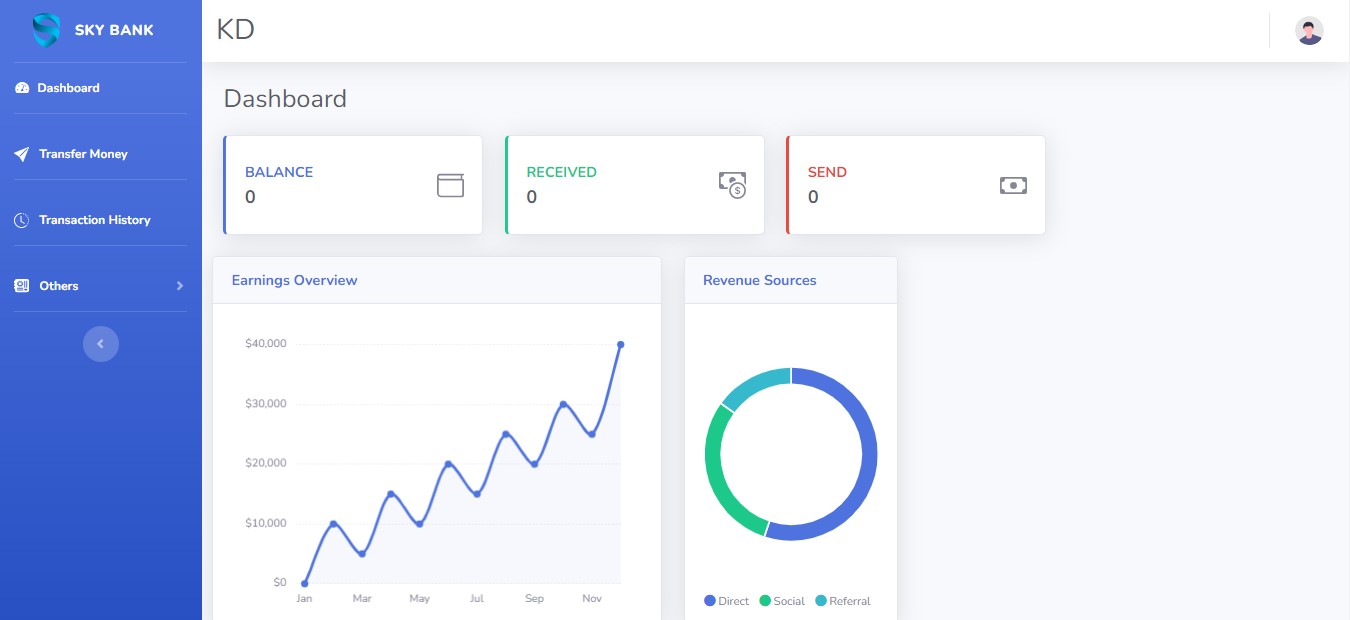 SKY BANK
KD
Dashboard
Transfer Money
Transaction History
Others
Dashboard
BALANCE
0
RECEIVED
$
0
SEND
0
Earnings Overview
$40,000
$30,000
$20,000
$10,000
$0
Jan Mar May Jul Sep Nov
Revenue Sources
Direct Social Referral